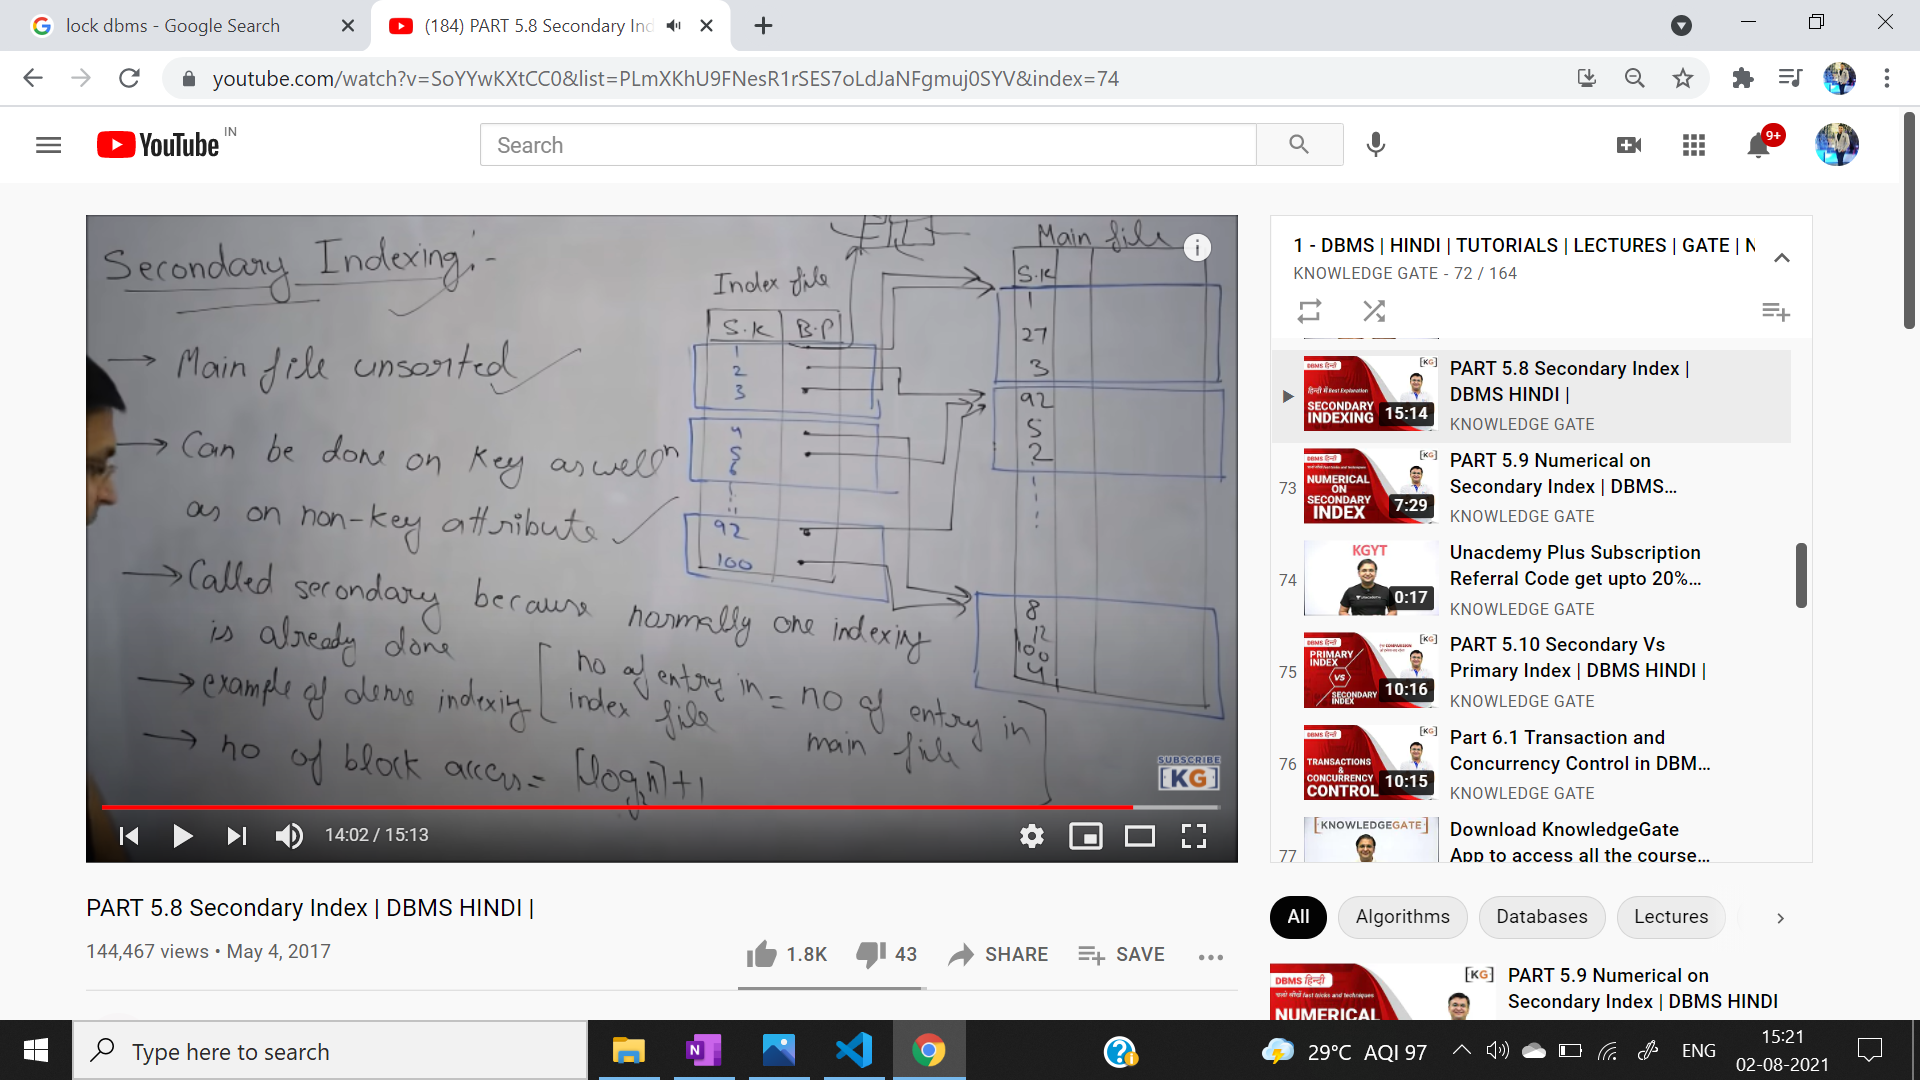 lock dbms - Google Search
(184) PART 5.8 Secondary Ind
youtube.com/watch?v=SoYYwKXtCC0&list=PLmXKhU9FNesR1rSES7oLdJaNFgmuj0SYV&index=74
YouTube IN
Search
9+
Secondary Indexing:-
→ Main file unsorted
→ Can be done on key as well
as on non-key attribute
→ Called secondary because normally one indexing
is already done
→ example of dense indexing [no of entry in
index file = no of entry in
main file]
→ no of block access = ⌈log₂n⌉+1
Index file
S.K B.P
1
2
3
4
5
6
92
100
Main file
S.K
1
27
3
92
5
2
8
12
100
4
i
SUBSCRIBE
[KG]
14:02 / 15:13
1 - DBMS | HINDI | TUTORIALS | LECTURES | GATE | N
KNOWLEDGE GATE - 72 / 164
DBMS हिन्दी
[KG]
SECONDARY
INDEXING
15:14
PART 5.8 Secondary Index |
DBMS HINDI |
KNOWLEDGE GATE
73
DBMS हिन्दी
[KG]
NUMERICAL
ON
SECONDARY
INDEX
7:29
PART 5.9 Numerical on
Secondary Index | DBMS...
KNOWLEDGE GATE
74
KGYT
0:17
Unacdemy Plus Subscription
Referral Code get upto 20%...
KNOWLEDGE GATE
75
DBMS हिन्दी
[KG]
PRIMARY
INDEX
VS
SECONDARY
INDEX
10:16
PART 5.10 Secondary Vs
Primary Index | DBMS HINDI |
KNOWLEDGE GATE
76
DBMS हिन्दी
[KG]
TRANSACTIONS
&
CONCURRENCY
CONTROL
10:15
Part 6.1 Transaction and
Concurrency Control in DBM...
KNOWLEDGE GATE
77
[KNOWLEDGEGATE]
Download KnowledgeGate
App to access all the course...
PART 5.8 Secondary Index | DBMS HINDI |
144,467 views • May 4, 2017
1.8K
43
SHARE
SAVE
All
Algorithms
Databases
Lectures
DBMS हिन्दी
[KG]
NUMERICAL
PART 5.9 Numerical on
Secondary Index | DBMS HINDI
Type here to search
29°C AQI 97
ENG
15:21
02-08-2021